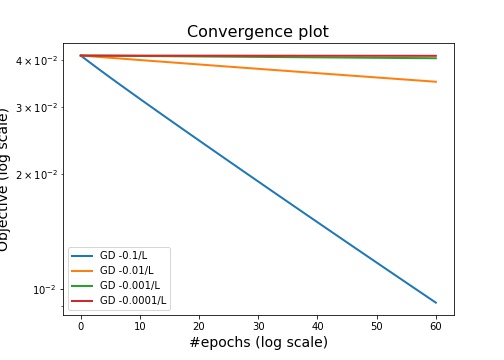 Convergence plot
Objective (log scale)
4 × 10⁻²
3 × 10⁻²
2 × 10⁻²
10⁻²
GD -0.1/L
GD -0.01/L
GD -0.001/L
GD -0.0001/L
0 10 20 30 40 50 60
#epochs (log scale)